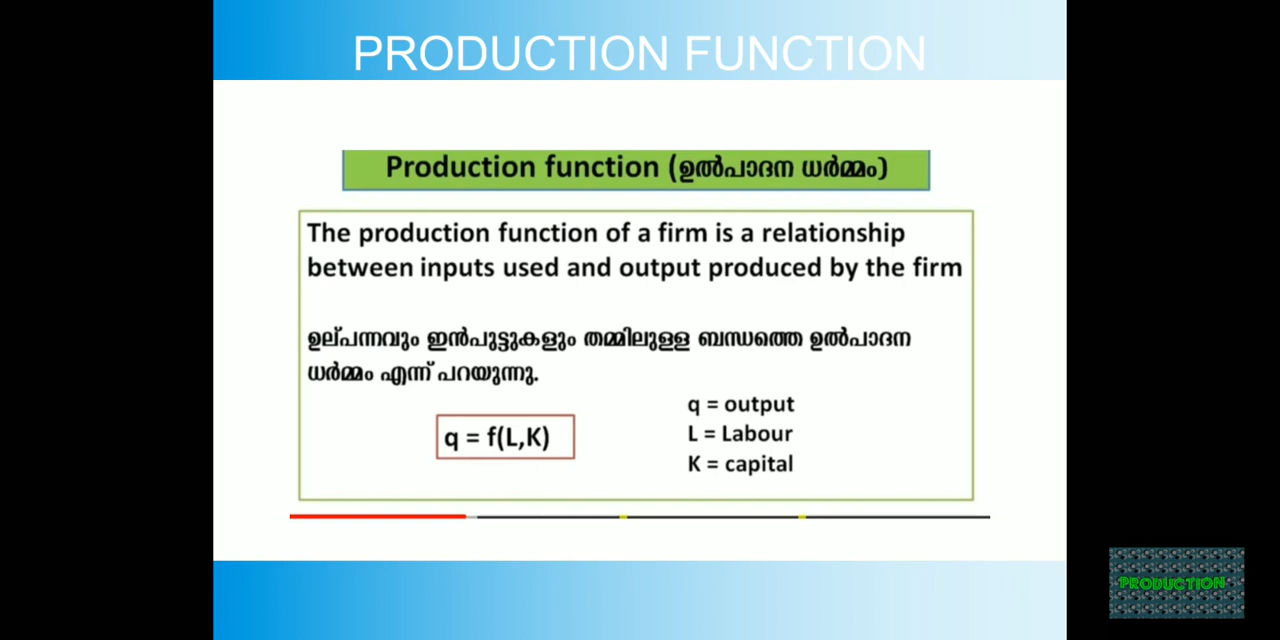 PRODUCTION FUNCTION
Production function (ഉൽപാദന ധർമ്മം)
The production function of a firm is a relationship
between inputs used and output produced by the firm
ഉല്പന്നവും ഇൻപുട്ടുകളും തമ്മിലുളള ബന്ധത്തെ ഉൽപാദന
ധർമ്മം എന്ന് പറയുന്നു.
q = f(L,K)
q = output
L = Labour
K = capital
PRODUCTION